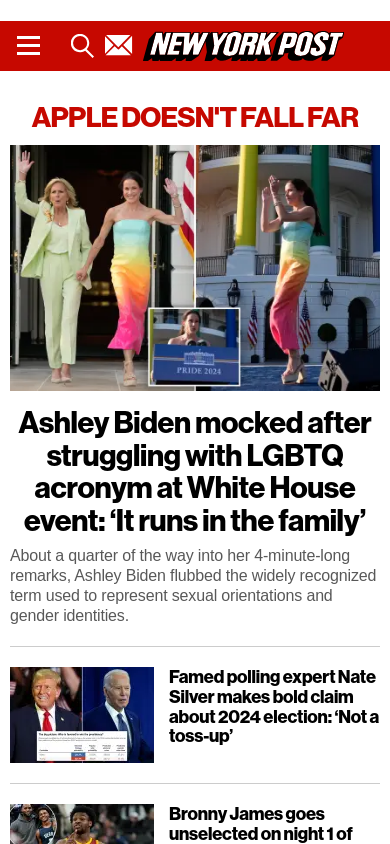 NEW YORK POST
APPLE DOESN'T FALL FAR
PRIDE 2024
Ashley Biden mocked after
struggling with LGBTQ
acronym at White House
event: ‘It runs in the family’
About a quarter of the way into her 4-minute-long
remarks, Ashley Biden flubbed the widely recognized
term used to represent sexual orientations and
gender identities.
Famed polling expert Nate
Silver makes bold claim
about 2024 election: ‘Not a
toss-up’
Bronny James goes
unselected on night 1 of